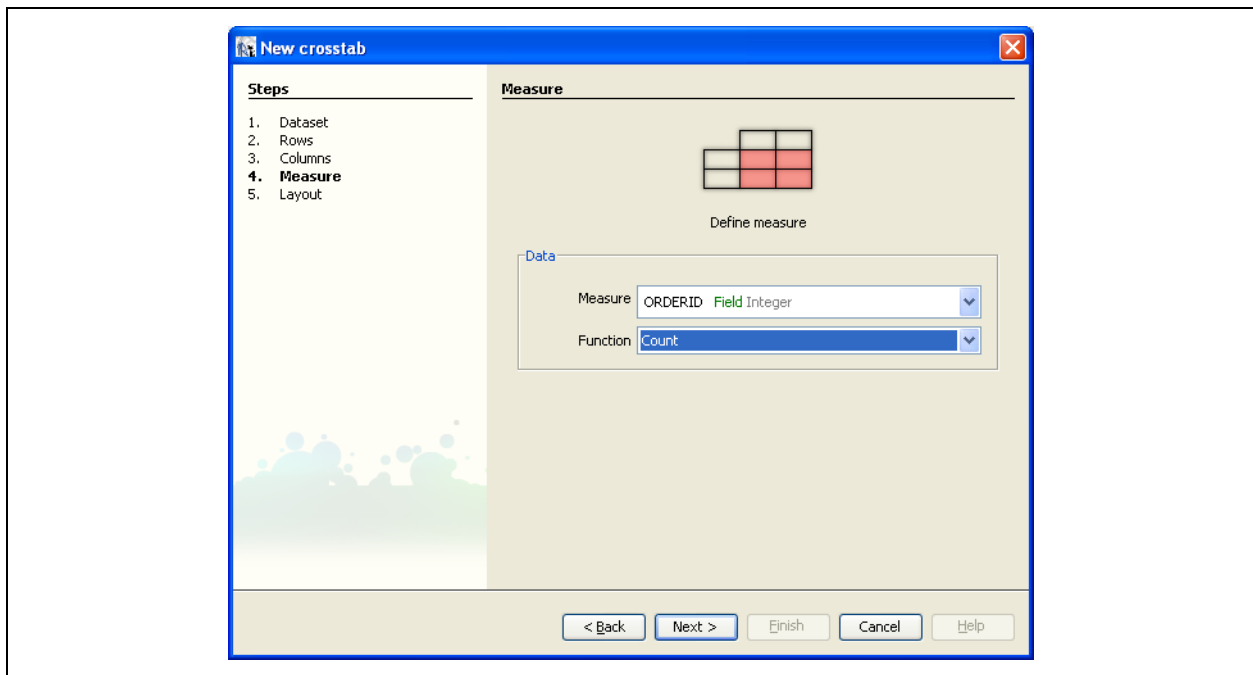 New crosstab
Steps
1. Dataset
2. Rows
3. Columns
4. Measure
5. Layout
Measure
Define measure
Data
Measure ORDERID Field Integer
Function Count
< Back Next > Finish Cancel Help